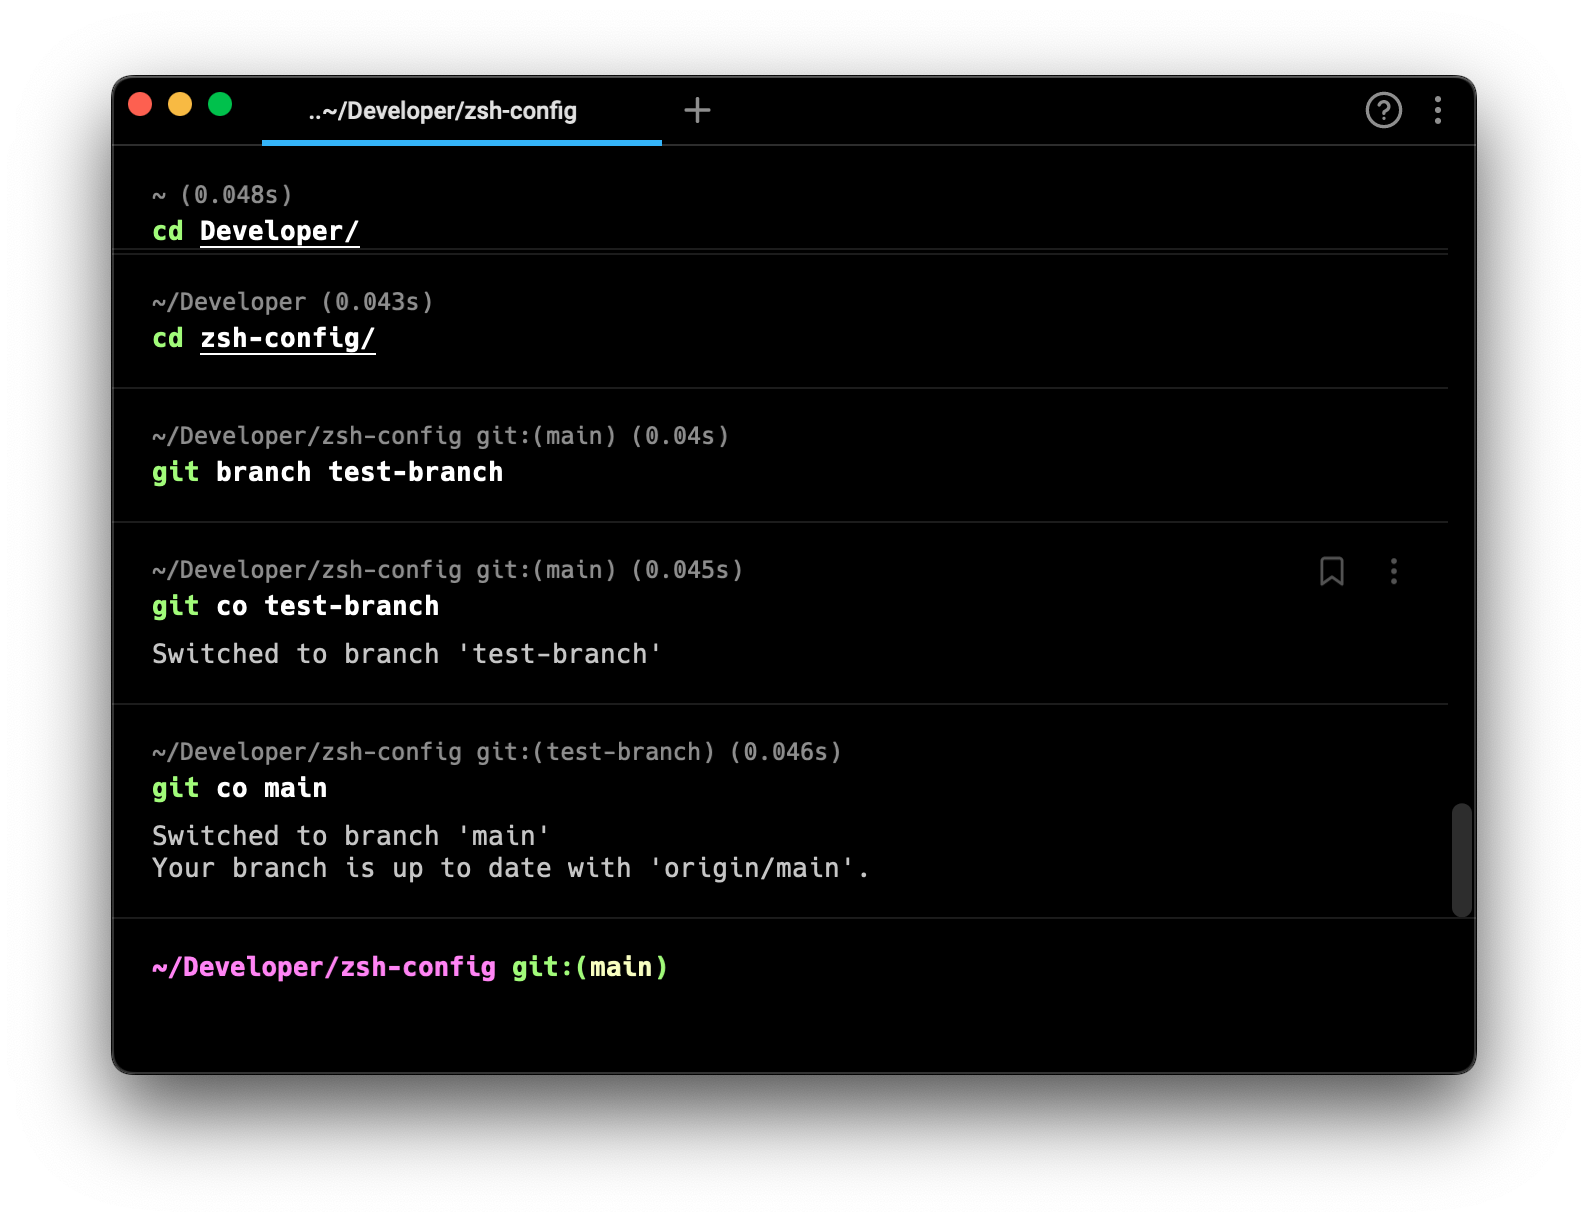 ..~/Developer/zsh-config
~ (0.048s)
cd Developer/
~/Developer (0.043s)
cd zsh-config/
~/Developer/zsh-config git:(main) (0.04s)
git branch test-branch
~/Developer/zsh-config git:(main) (0.045s)
git co test-branch
Switched to branch 'test-branch'
~/Developer/zsh-config git:(test-branch) (0.046s)
git co main
Switched to branch 'main'
Your branch is up to date with 'origin/main'.
~/Developer/zsh-config git:(main)